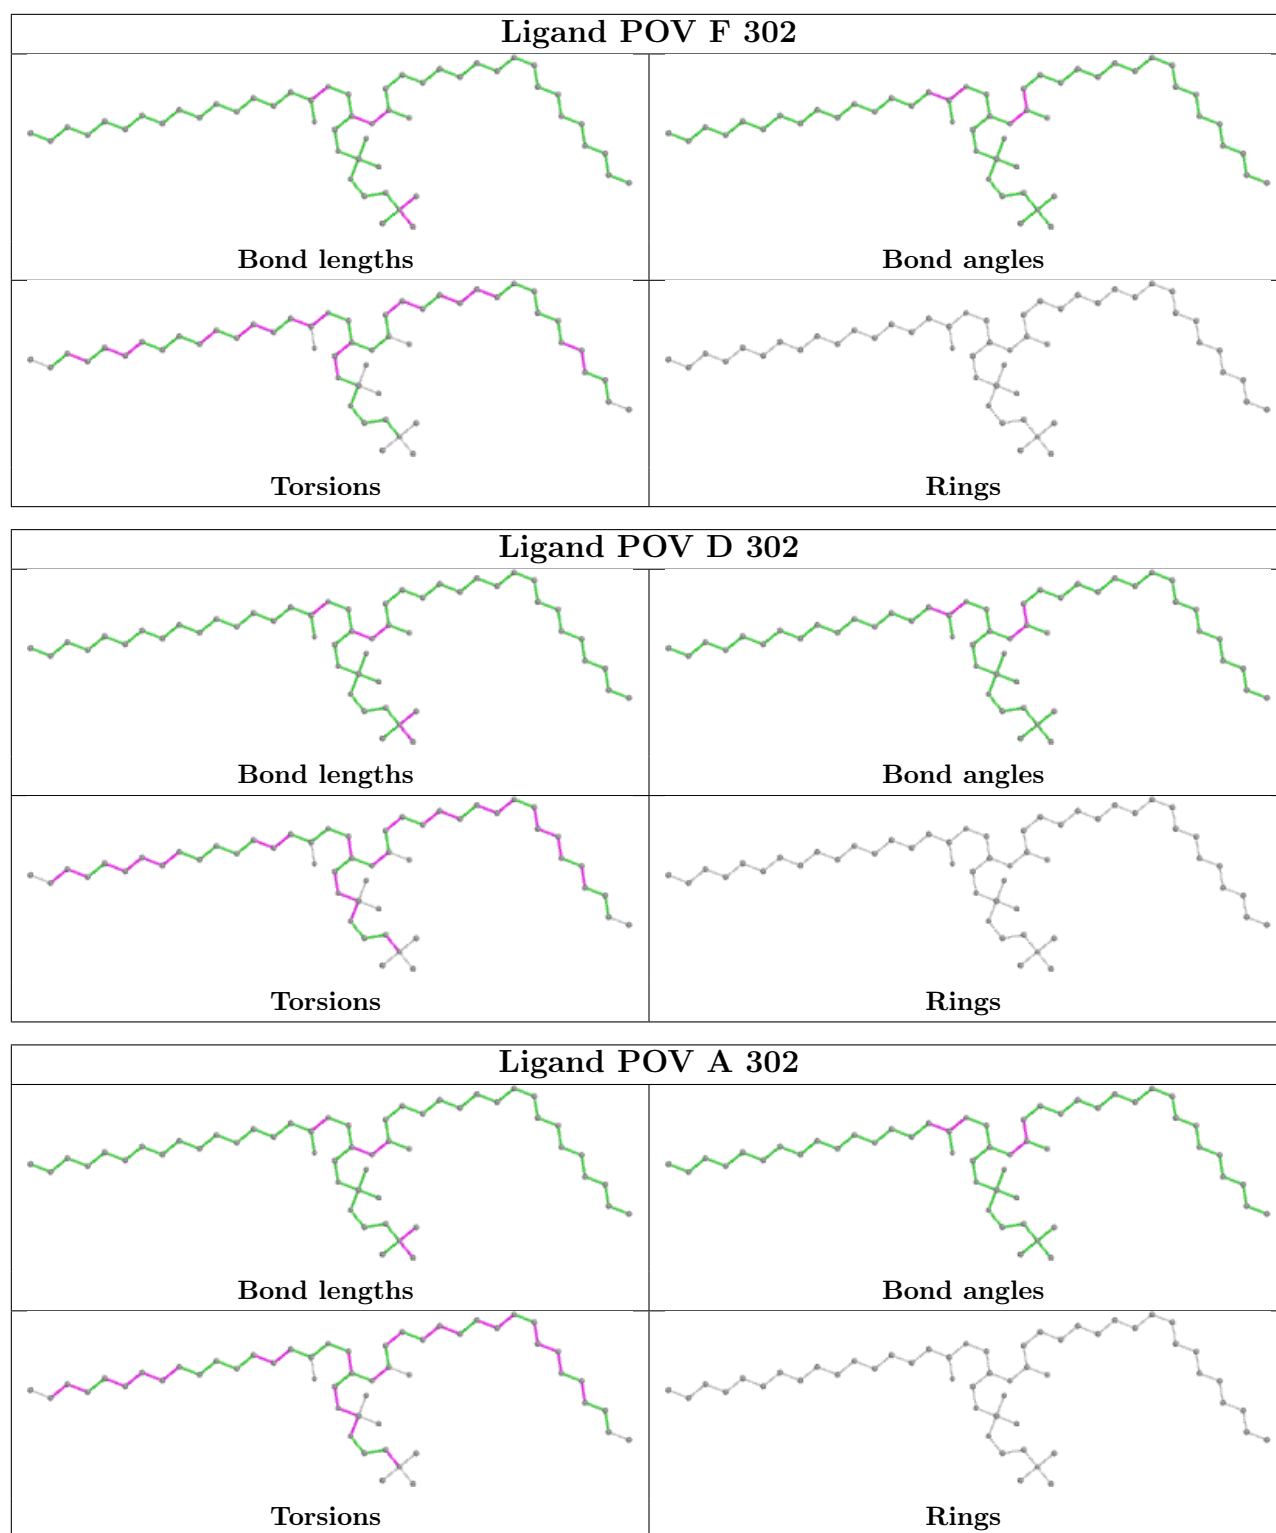 Ligand POV F 302
Bond lengths
Bond angles
Torsions
Rings
Ligand POV D 302
Bond lengths
Bond angles
Torsions
Rings
Ligand POV A 302
Bond lengths
Bond angles
Torsions
Rings